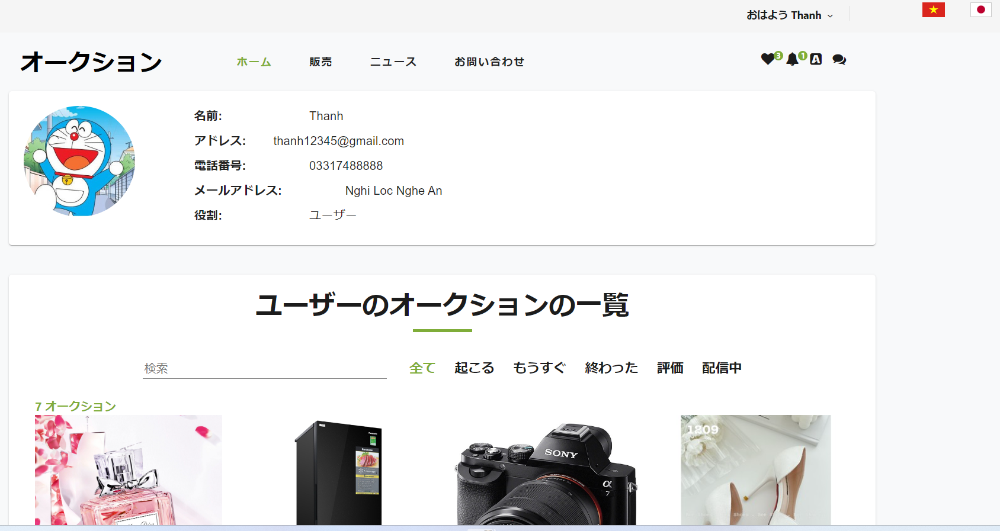 おはよう Thanh
オークション
ホーム 販売 ニュース お問い合わせ
3 1 A
名前: Thanh
アドレス: thanh12345@gmail.com
電話番号: 03317488888
メールアドレス: Nghi Loc Nghe An
役割: ユーザー
ユーザーのオークションの一覧
検索 全て 起こる もうすぐ 終わった 評価 配信中
7 オークション
Panasonic
Panasonic
SONY
α
7
1209